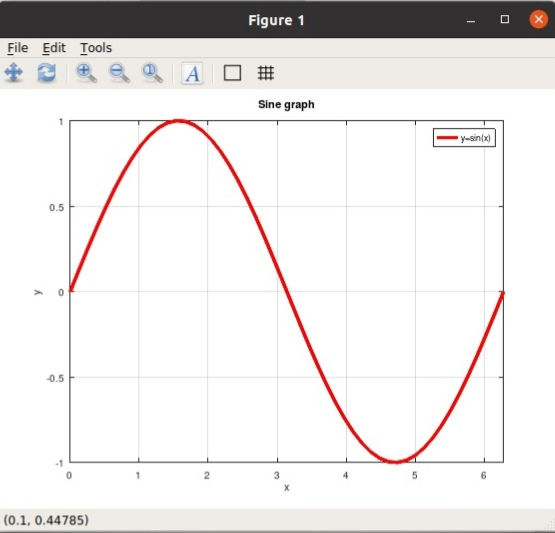 Figure 1
File Edit Tools
A
Sine graph
y=sin(x)
1
0.5
0
-0.5
-1
y
0 1 2 3 4 5 6
x
(0.1, 0.44785)